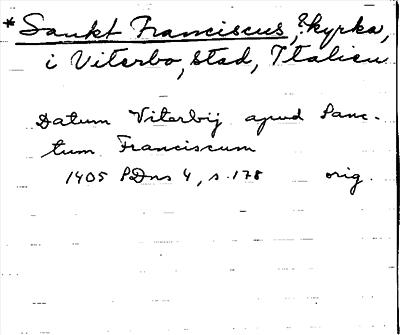 * Sankt Franciscus, ?kyrka,
i Viterbo, stad, Italien
Datum Viterbij apud Sanc-
tum Franciscum
1405 PDns 4, s. 178 orig.